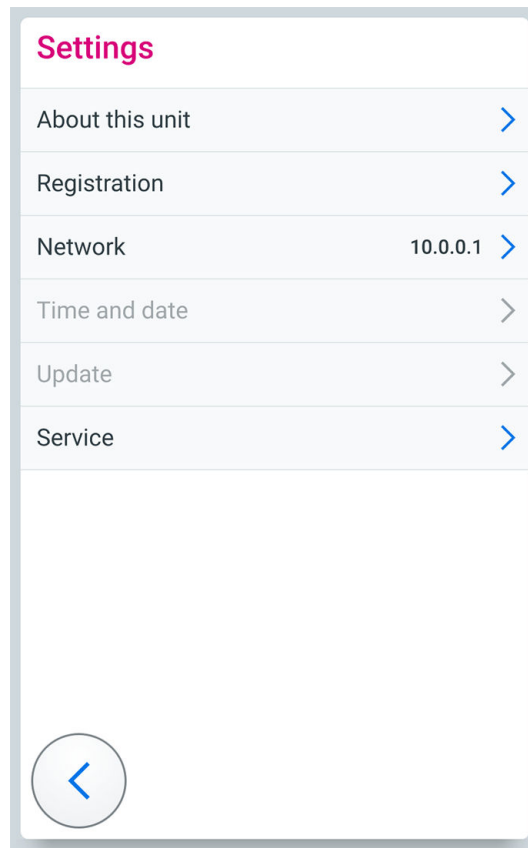 Settings
About this unit
Registration
Network 10.0.0.1
Time and date
Update
Service